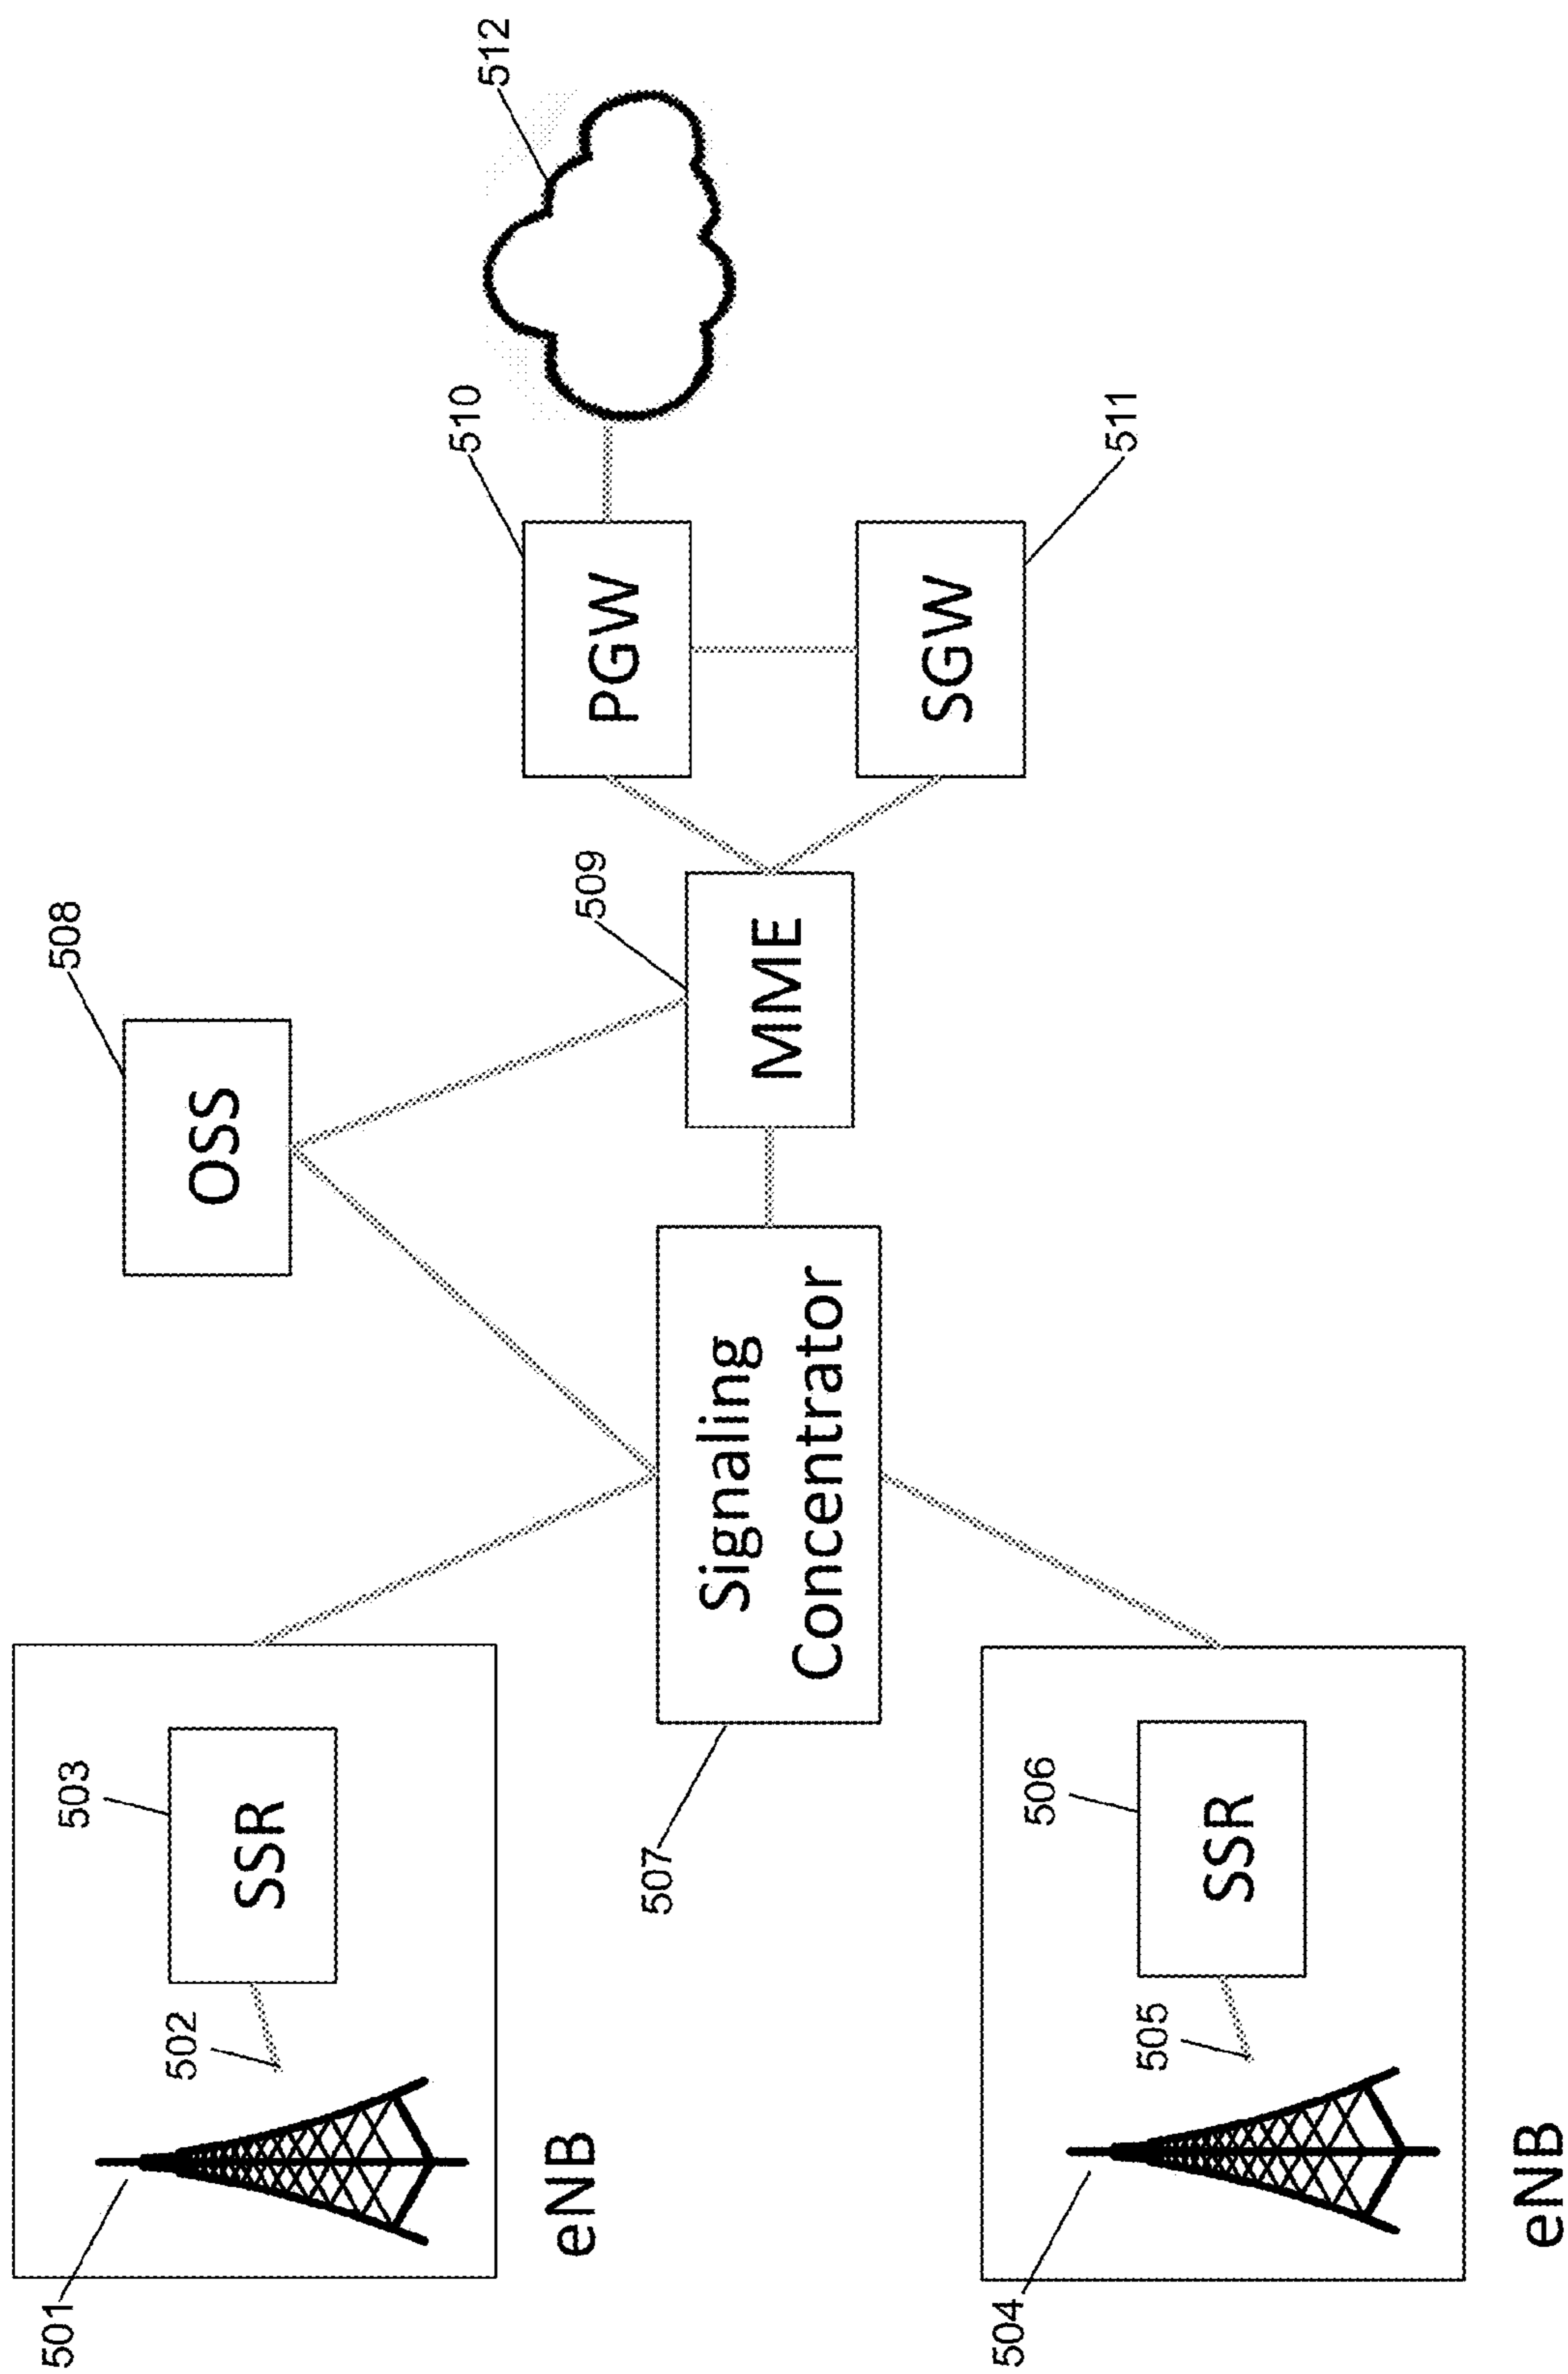 501
502
503
SSR
eNB
504
505
506
SSR
eNB
507
Signaling
Concentrator
508
OSS
509
MME
510
PGW
511
SGW
512